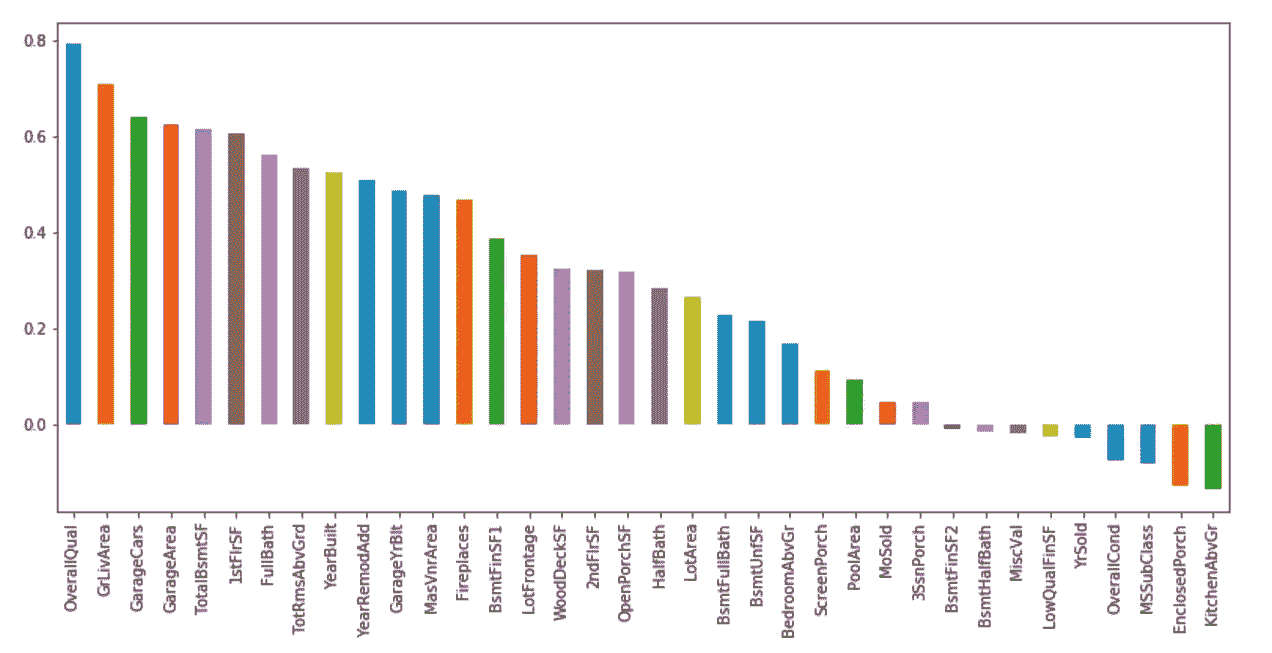 0.8
0.6
0.4
0.2
0.0
OverallQual
GrLivArea
GarageCars
GarageArea
TotalBsmtSF
1stFlrSF
FullBath
TotRmsAbvGrd
YearBuilt
YearRemodAdd
GarageYrBlt
MasVnrArea
Fireplaces
BsmtFinSF1
LotFrontage
WoodDeckSF
2ndFlrSF
OpenPorchSF
HalfBath
LotArea
BsmtFullBath
BsmtUnfSF
BedroomAbvGr
ScreenPorch
PoolArea
MoSold
3SsnPorch
BsmtFinSF2
BsmtHalfBath
MiscVal
LowQualFinSF
YrSold
OverallCond
MSSubClass
EnclosedPorch
KitchenAbvGr